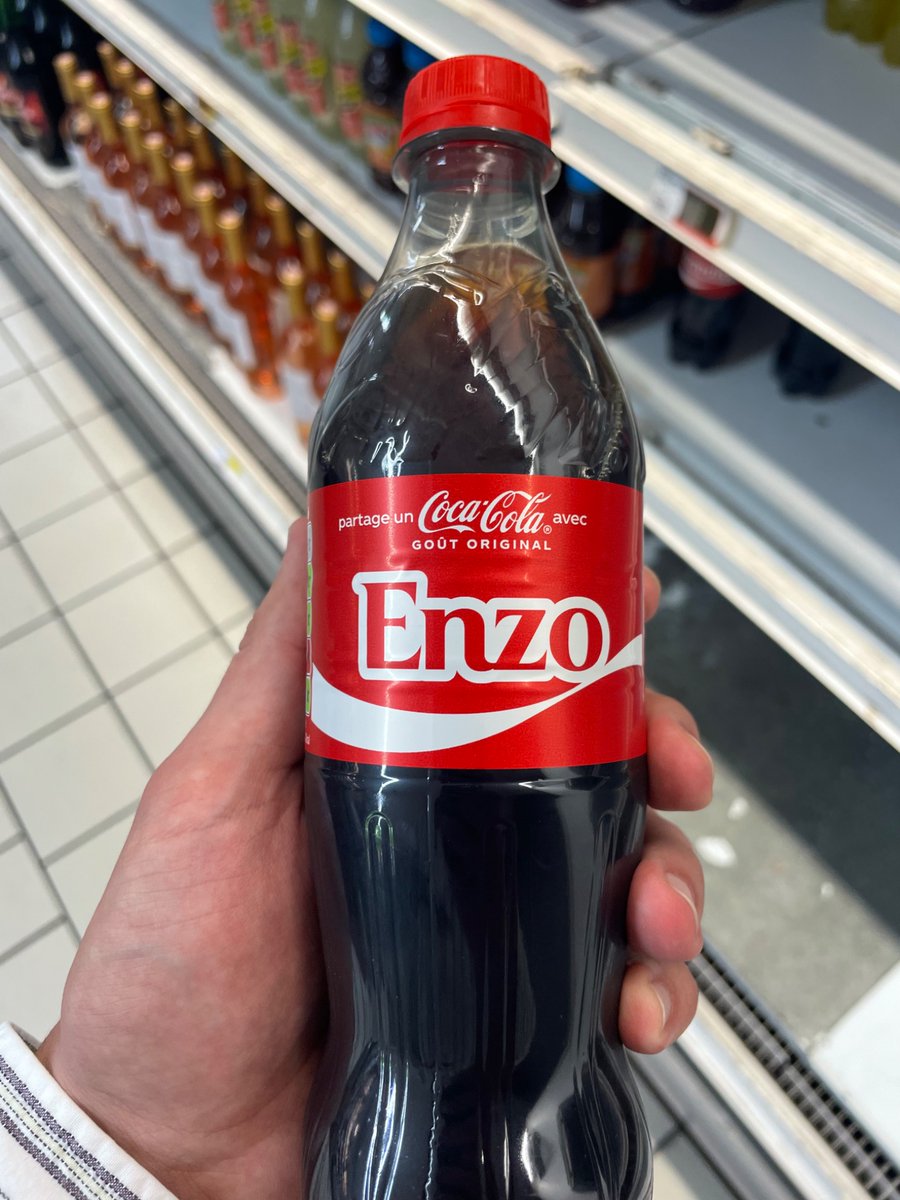 partage un Coca-Cola® avec
GOÛT ORIGINAL
Enzo